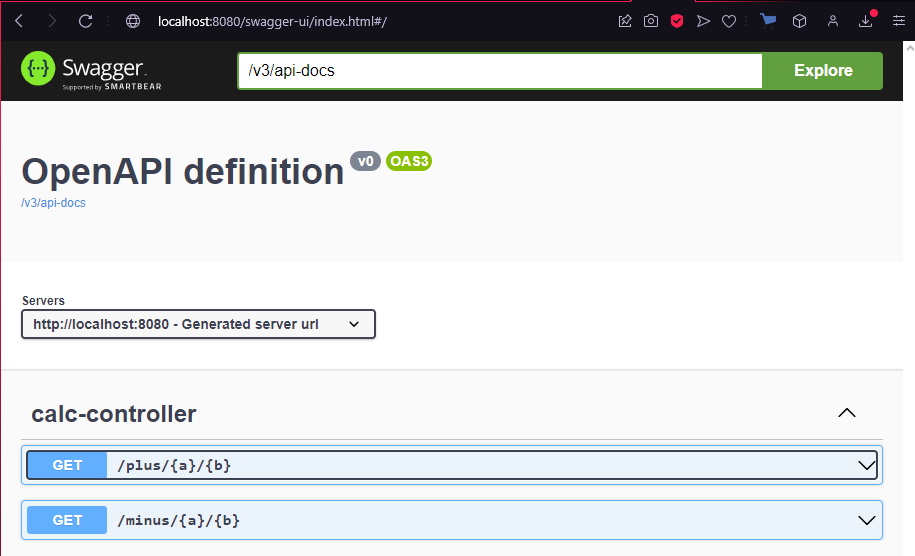 localhost:8080/swagger-ui/index.html#/
{··} Swagger
Supported by SMARTBEAR
/v3/api-docs
Explore
OpenAPI definition v0 OAS3
/v3/api-docs
Servers
http://localhost:8080 - Generated server url
calc-controller
GET /plus/{a}/{b}
GET /minus/{a}/{b}